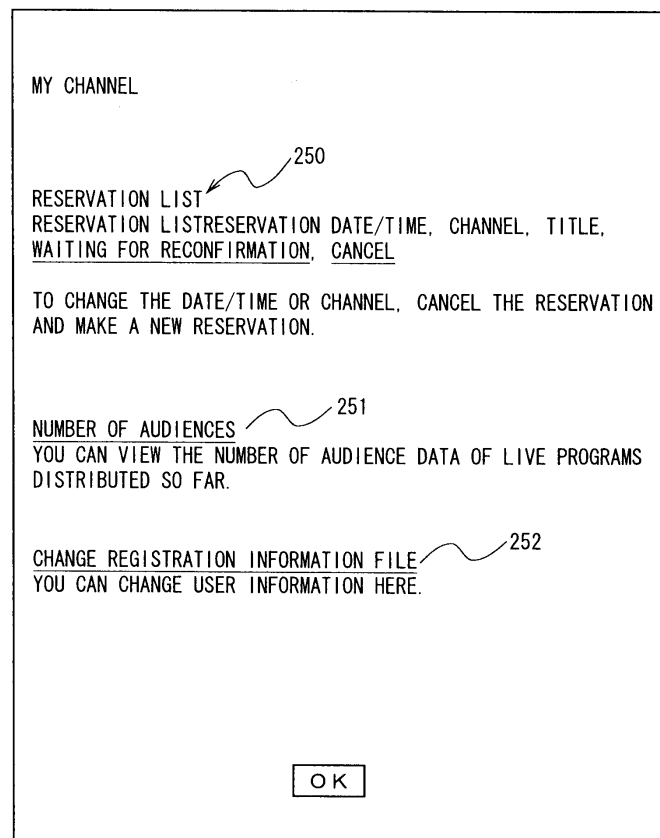 MY CHANNEL
250
RESERVATION LIST
RESERVATION LISTRESERVATION DATE/TIME, CHANNEL, TITLE,
WAITING FOR RECONFIRMATION, CANCEL
TO CHANGE THE DATE/TIME OR CHANNEL, CANCEL THE RESERVATION
AND MAKE A NEW RESERVATION.
251
NUMBER OF AUDIENCES
YOU CAN VIEW THE NUMBER OF AUDIENCE DATA OF LIVE PROGRAMS
DISTRIBUTED SO FAR.
252
CHANGE REGISTRATION INFORMATION FILE
YOU CAN CHANGE USER INFORMATION HERE.
OK